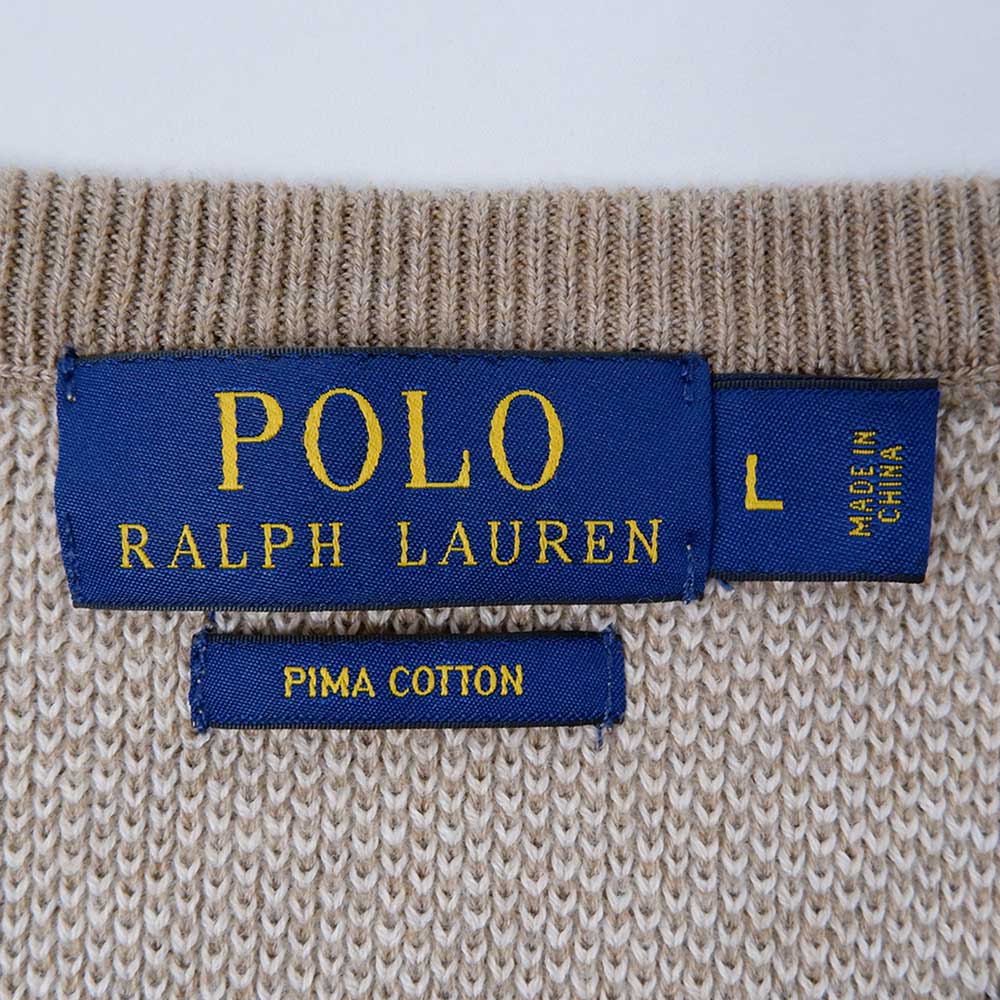 POLO
RALPH LAUREN
L
MADE IN
CHINA
PIMA COTTON